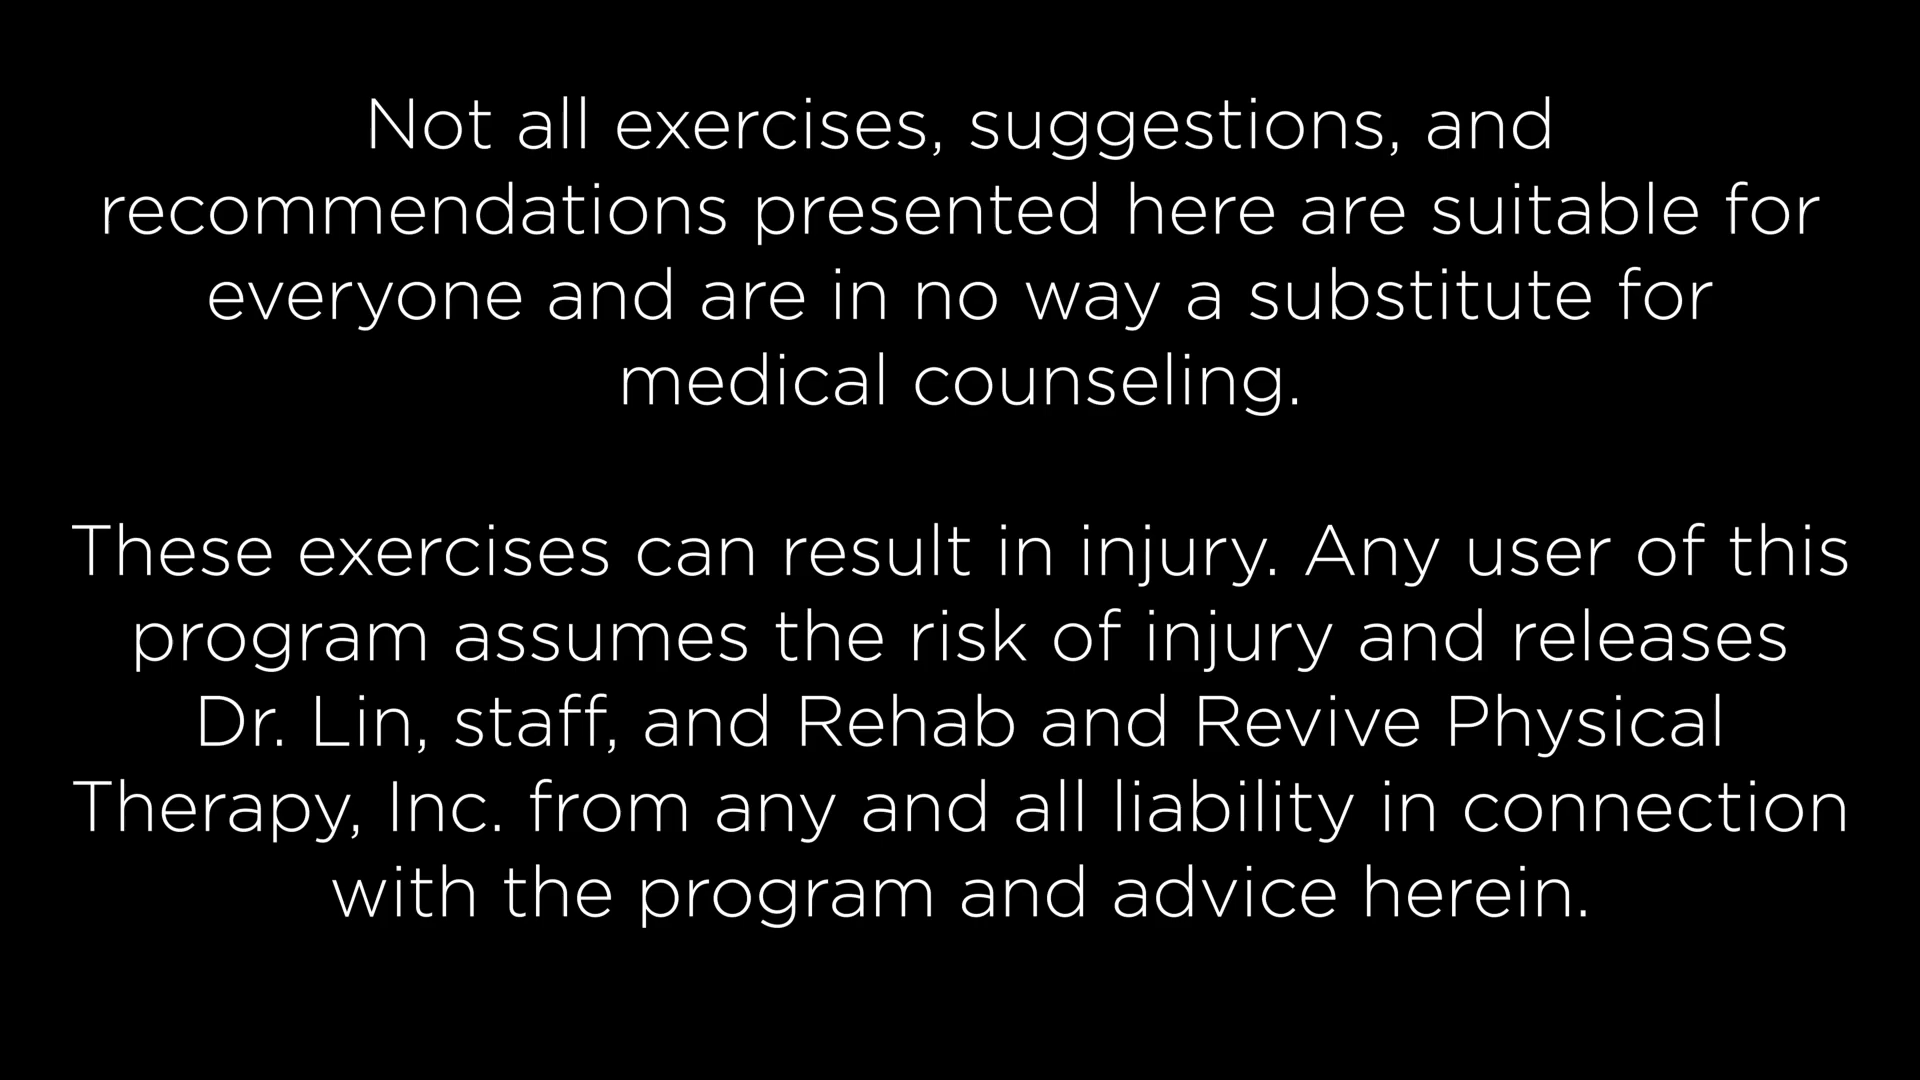 Not all exercises, suggestions, and
recommendations presented here are suitable for
everyone and are in no way a substitute for
medical counseling.
These exercises can result in injury. Any user of this
program assumes the risk of injury and releases
Dr. Lin, staff, and Rehab and Revive Physical
Therapy, Inc. from any and all liability in connection
with the program and advice herein.